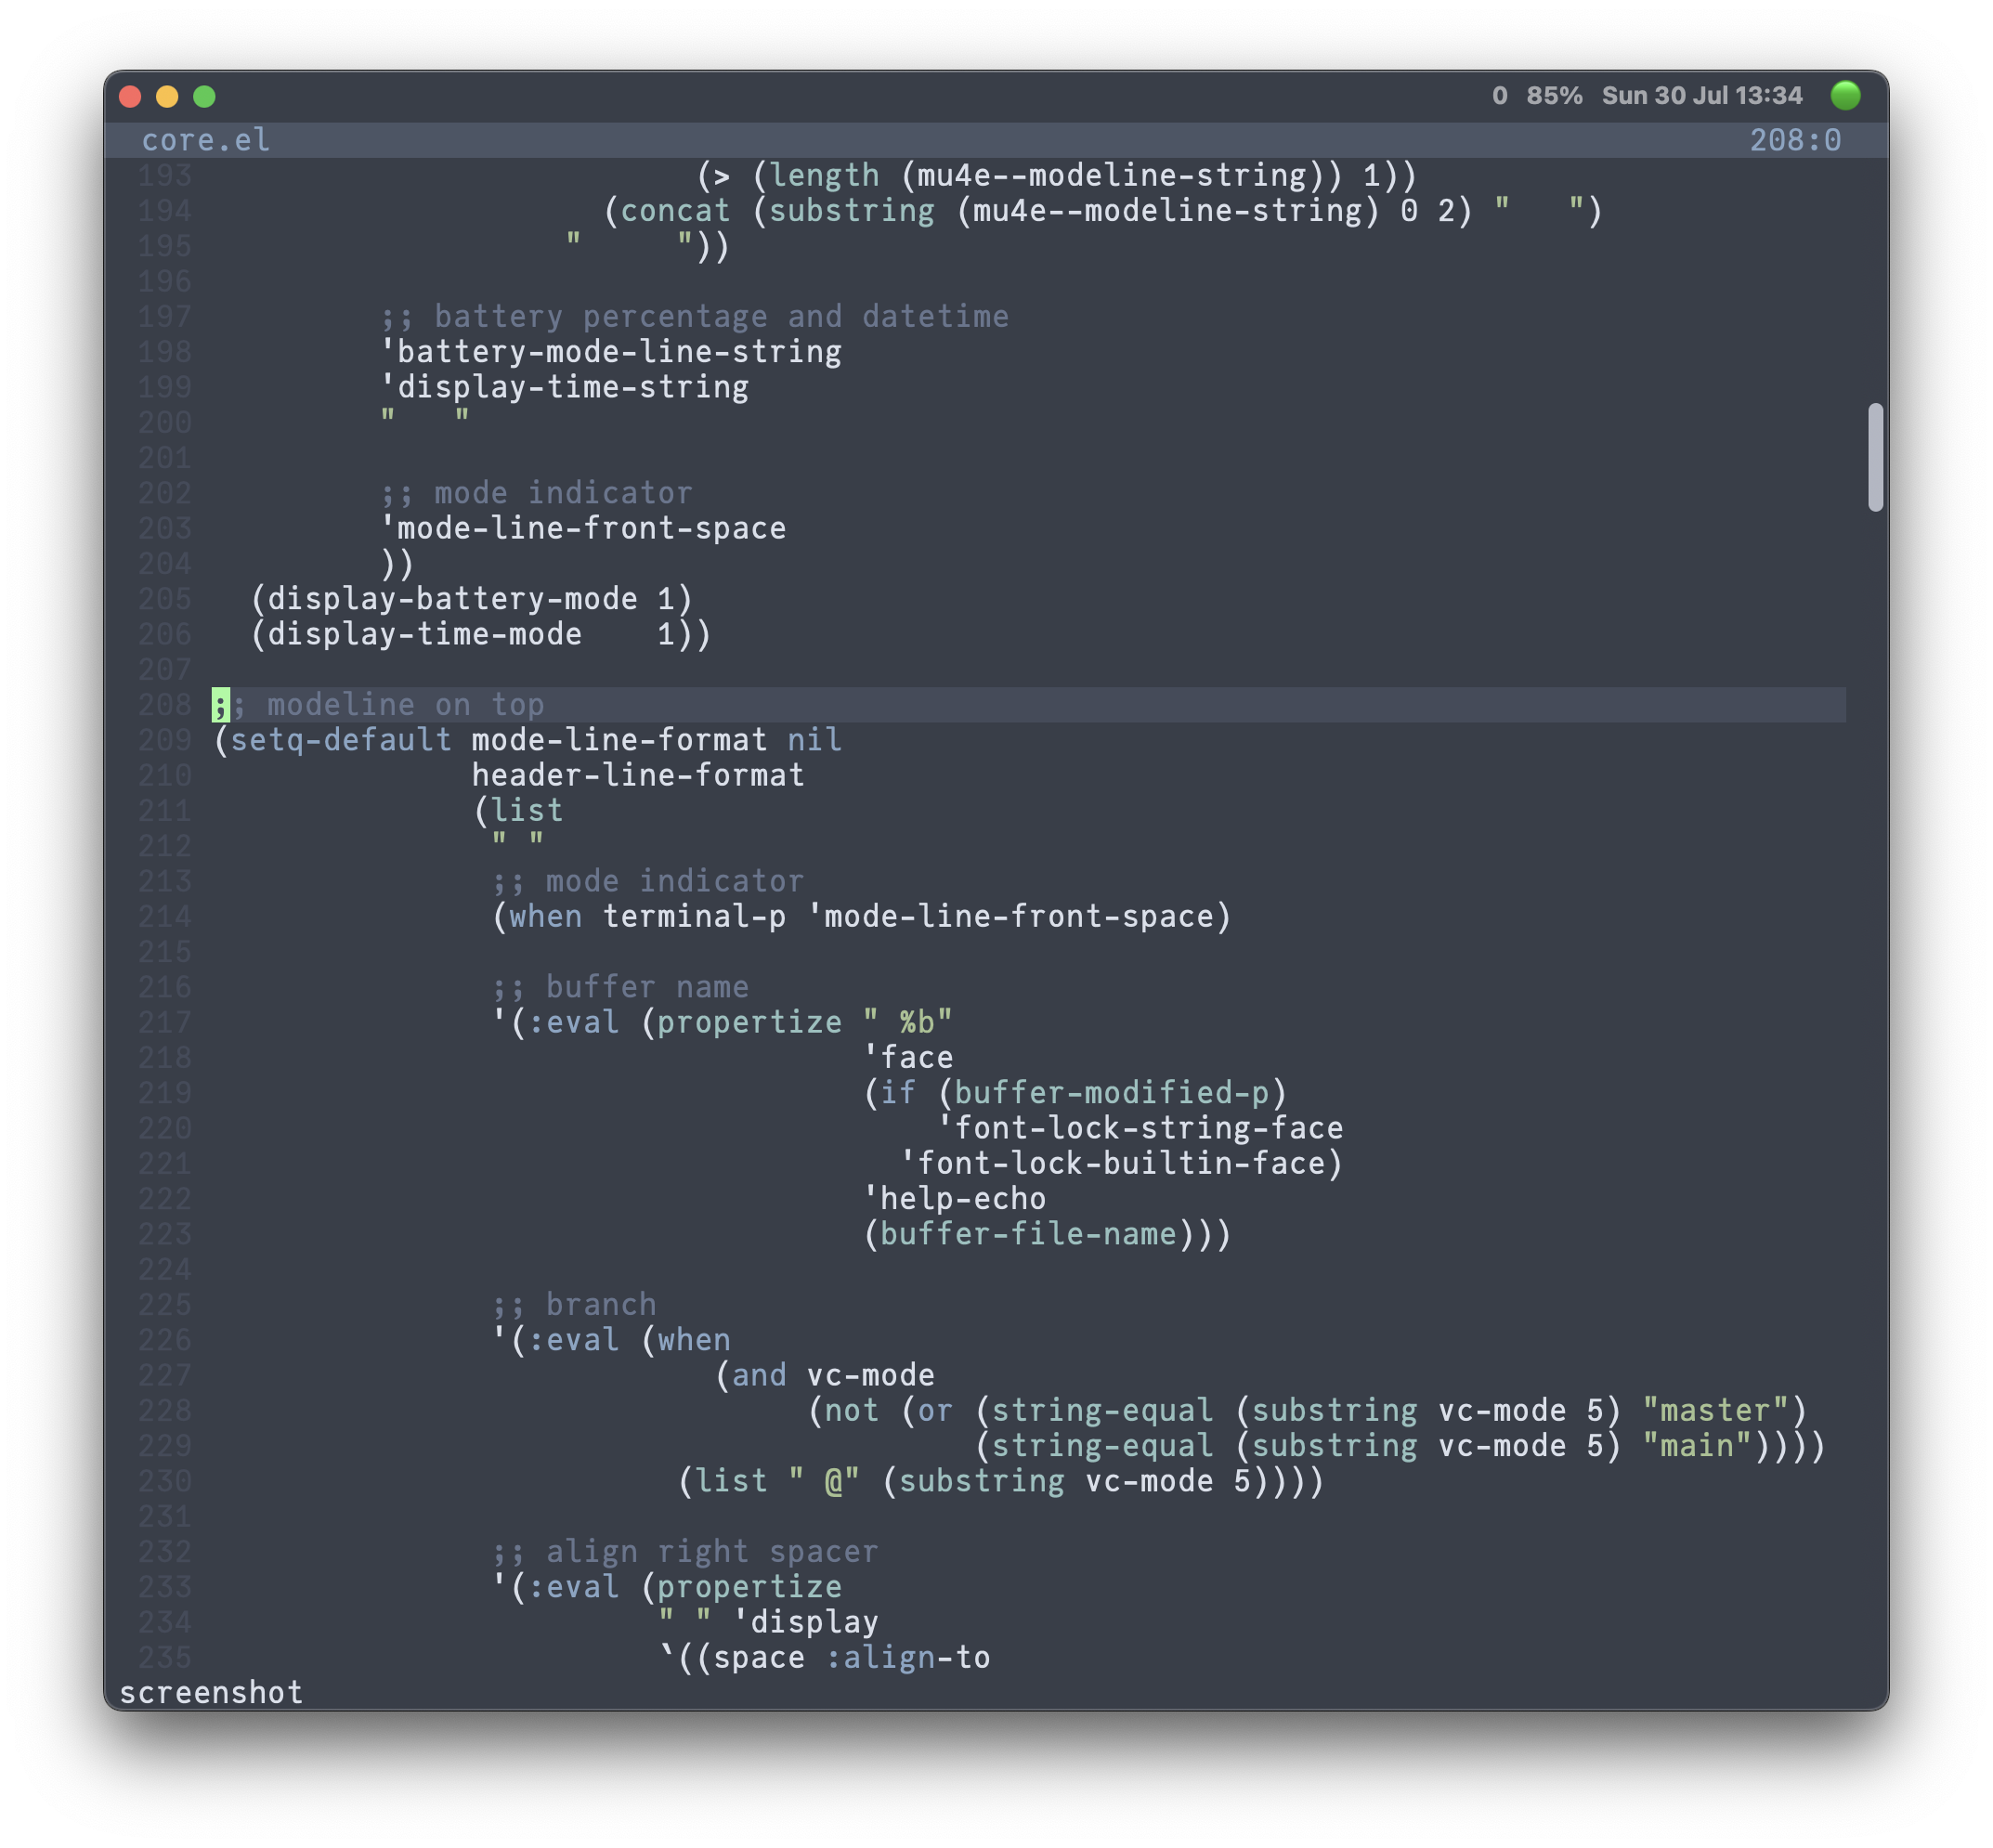 0 85% Sun 30 Jul 13:34
core.el 208:0
193                           (> (length (mu4e--modeline-string)) 1))
194                      (concat (substring (mu4e--modeline-string) 0 2) "   ")
195                    "     "))
196
197          ;; battery percentage and datetime
198          'battery-mode-line-string
199          'display-time-string
200          "   "
201
202          ;; mode indicator
203          'mode-line-front-space
204          ))
205   (display-battery-mode 1)
206   (display-time-mode    1))
207
208 ;; modeline on top
209 (setq-default mode-line-format nil
210               header-line-format
211               (list
212                " "
213                ;; mode indicator
214                (when terminal-p 'mode-line-front-space)
215
216                ;; buffer name
217                '(:eval (propertize " %b"
218                                    'face
219                                    (if (buffer-modified-p)
220                                        'font-lock-string-face
221                                      'font-lock-builtin-face)
222                                    'help-echo
223                                    (buffer-file-name)))
224
225                ;; branch
226                '(:eval (when
227                            (and vc-mode
228                                 (not (or (string-equal (substring vc-mode 5) "master")
229                                          (string-equal (substring vc-mode 5) "main"))))
230                          (list " @" (substring vc-mode 5))))
231
232                ;; align right spacer
233                '(:eval (propertize
234                         " " 'display
235                         `((space :align-to
screenshot